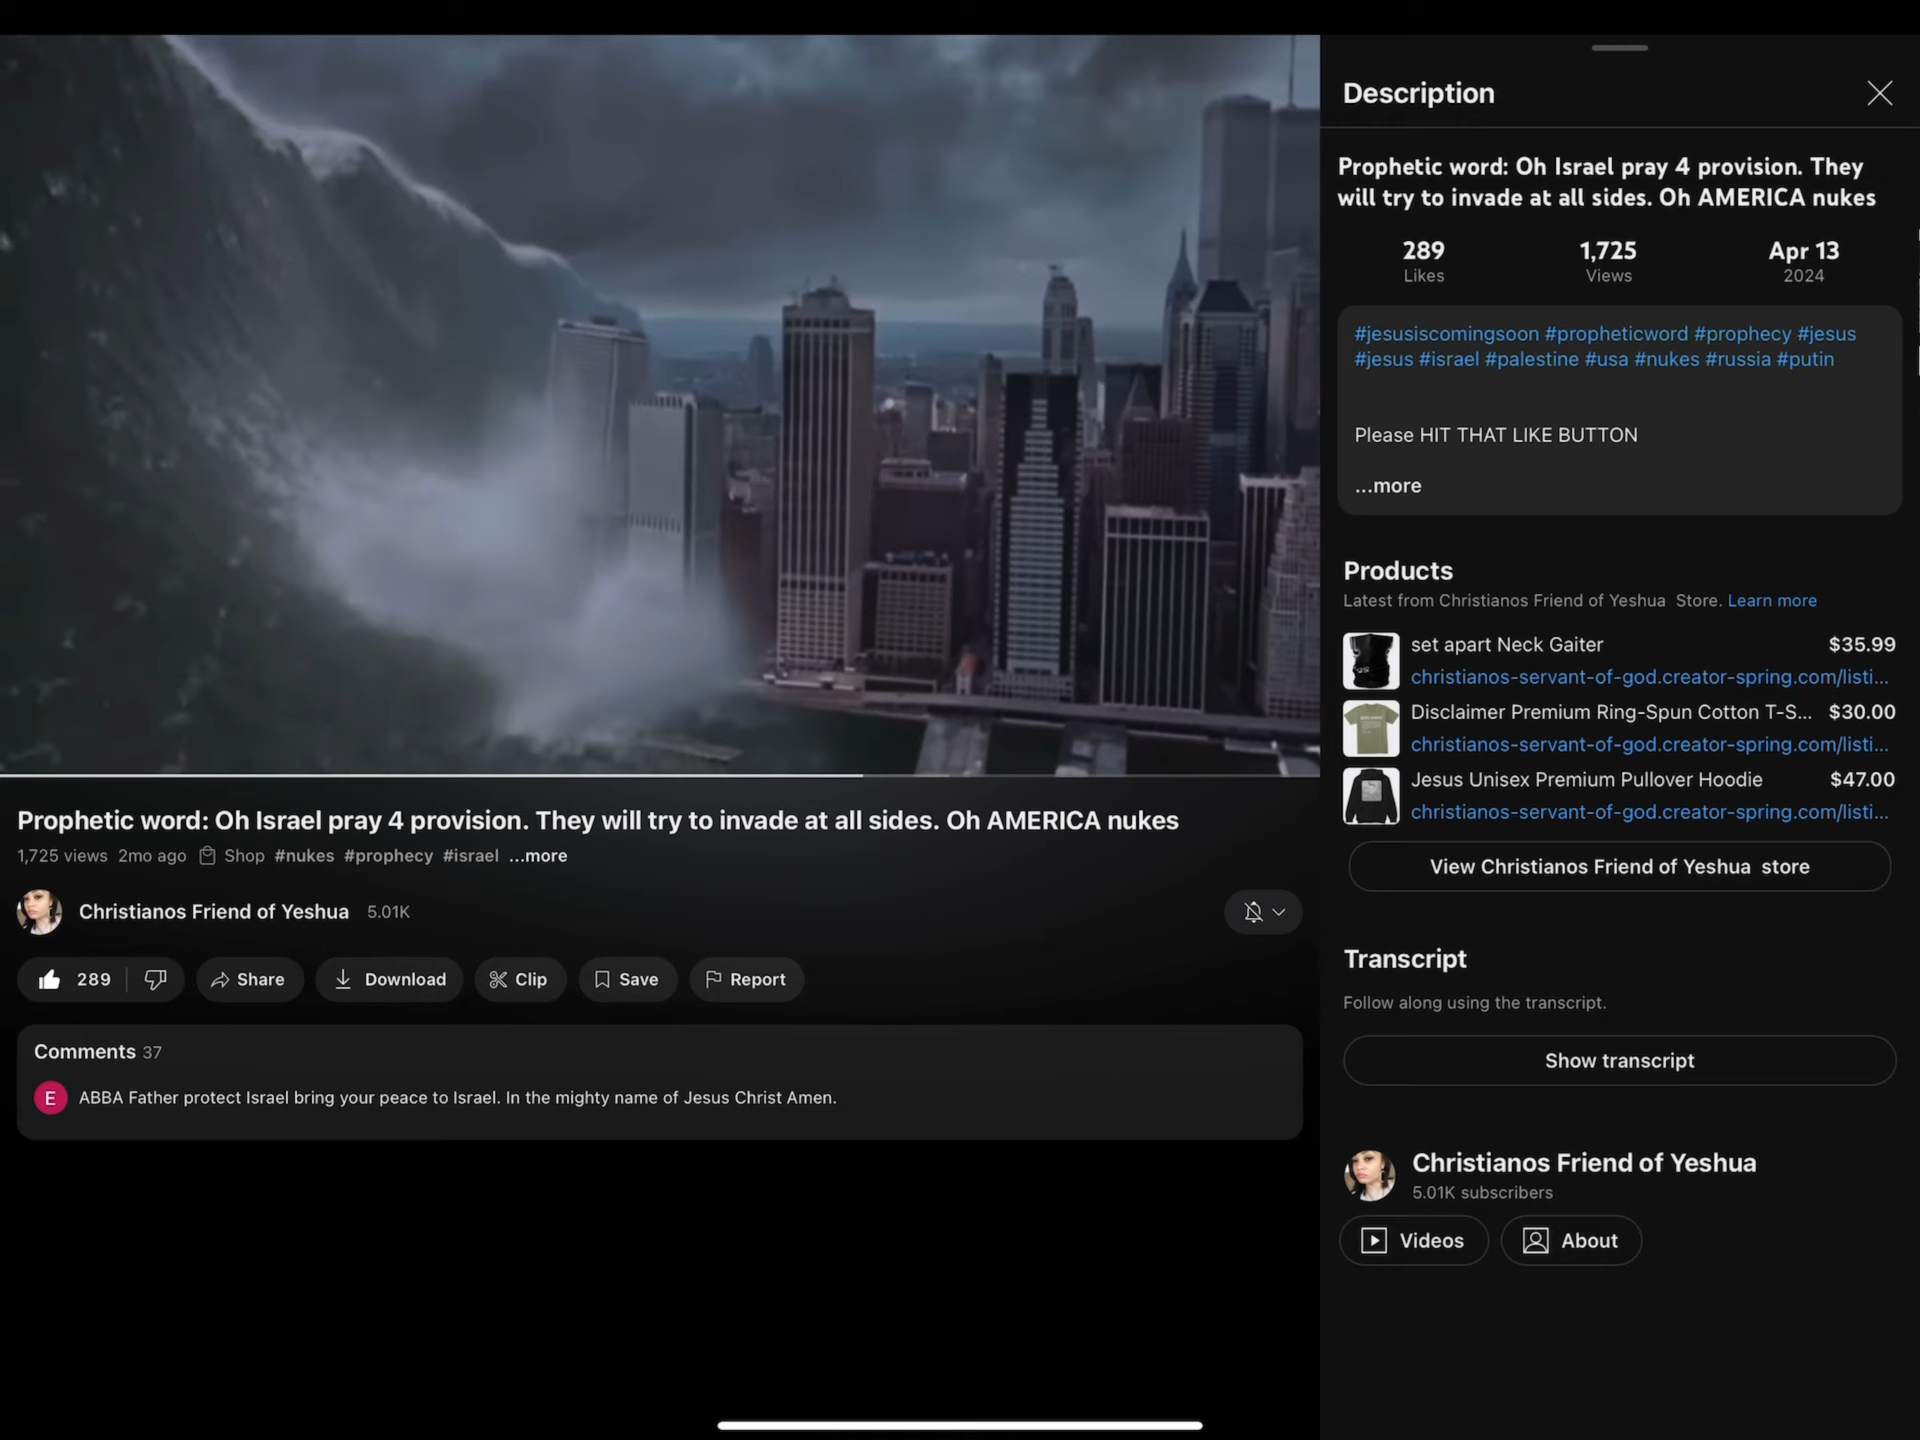 Prophetic word: Oh Israel pray 4 provision. They will try to invade at all sides. Oh AMERICA nukes
1,725 views 2mo ago Shop #nukes #prophecy #israel ...more
Christianos Friend of Yeshua 5.01K
289 Share Download Clip Save Report
Comments 37
E ABBA Father protect Israel bring your peace to Israel. In the mighty name of Jesus Christ Amen.
Description
Prophetic word: Oh Israel pray 4 provision. They
will try to invade at all sides. Oh AMERICA nukes
289 1,725 Apr 13
Likes Views 2024
#jesusiscomingsoon #propheticword #prophecy #jesus
#jesus #israel #palestine #usa #nukes #russia #putin
Please HIT THAT LIKE BUTTON
...more
Products
Latest from Christianos Friend of Yeshua Store. Learn more
set apart Neck Gaiter $35.99
christianos-servant-of-god.creator-spring.com/listi...
Disclaimer Premium Ring-Spun Cotton T-S... $30.00
christianos-servant-of-god.creator-spring.com/listi...
Jesus Unisex Premium Pullover Hoodie $47.00
christianos-servant-of-god.creator-spring.com/listi...
View Christianos Friend of Yeshua store
Transcript
Follow along using the transcript.
Show transcript
Christianos Friend of Yeshua
5.01K subscribers
Videos About